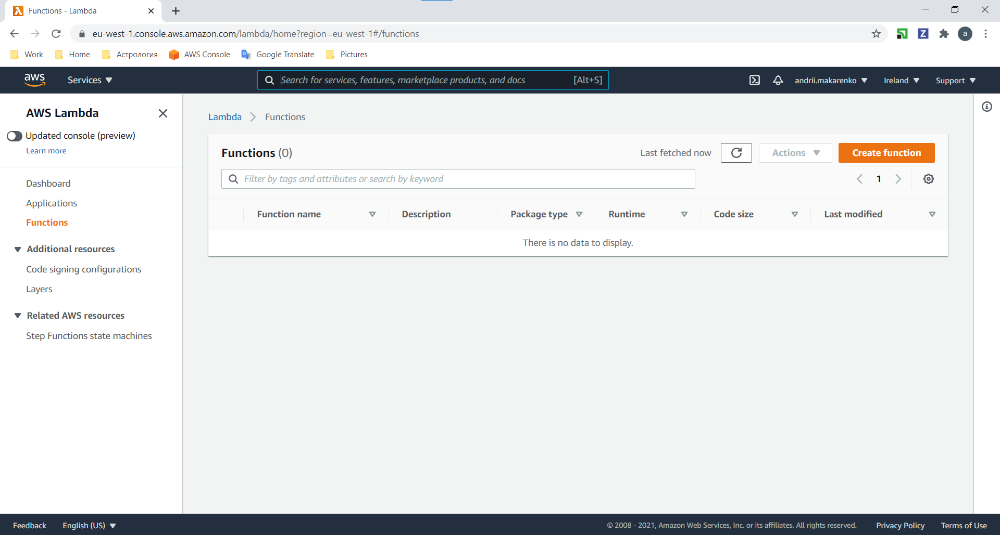 Functions - Lambda
eu-west-1.console.aws.amazon.com/lambda/home?region=eu-west-1#/functions
a
Work Home Астрология AWS Console Google Translate Pictures
aws Services Search for services, features, marketplace products, and docs [Alt+S] andrii.makarenko Ireland Support
AWS Lambda
Updated console (preview)
Learn more
Dashboard
Applications
Functions
Additional resources
Code signing configurations
Layers
Related AWS resources
Step Functions state machines
Lambda Functions
Functions (0) Last fetched now Actions Create function
Filter by tags and attributes or search by keyword 1
Function name Description Package type Runtime Code size Last modified
There is no data to display.
Feedback English (US) © 2008 - 2021, Amazon Web Services, Inc. or its affiliates. All rights reserved. Privacy Policy Terms of Use